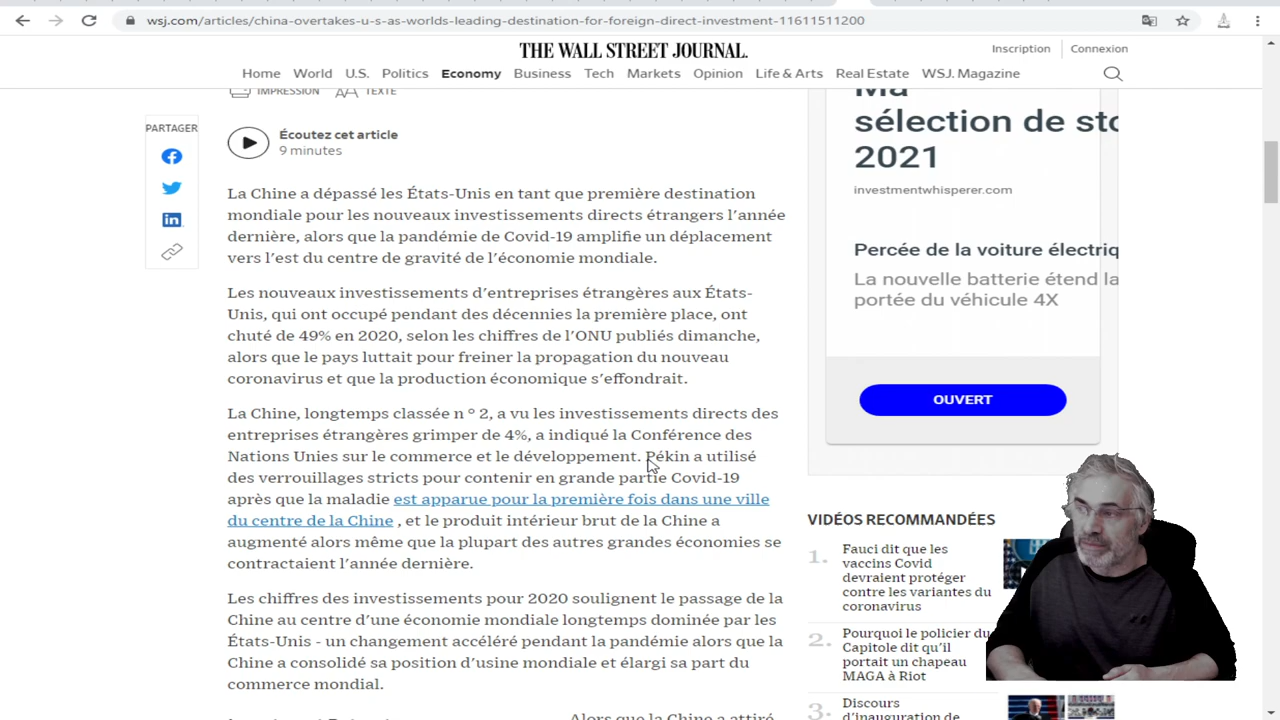 wsj.com/articles/china-overtakes-u-s-as-worlds-leading-destination-for-foreign-direct-investment-11611511200
THE WALL STREET JOURNAL.
Inscription
Connexion
Home World U.S. Politics Economy Business Tech Markets Opinion Life & Arts Real Estate WSJ. Magazine
IMPRESSION
AA TEXTE
PARTAGER
Écoutez cet article
9 minutes
La Chine a dépassé les États-Unis en tant que première destination
mondiale pour les nouveaux investissements directs étrangers l'année
dernière, alors que la pandémie de Covid-19 amplifie un déplacement
vers l'est du centre de gravité de l'économie mondiale.
Les nouveaux investissements d'entreprises étrangères aux États-
Unis, qui ont occupé pendant des décennies la première place, ont
chuté de 49% en 2020, selon les chiffres de l'ONU publiés dimanche,
alors que le pays luttait pour freiner la propagation du nouveau
coronavirus et que la production économique s'effondrait.
La Chine, longtemps classée n ° 2, a vu les investissements directs des
entreprises étrangères grimper de 4%, a indiqué la Conférence des
Nations Unies sur le commerce et le développement. Pékin a utilisé
des verrouillages stricts pour contenir en grande partie Covid-19
après que la maladie est apparue pour la première fois dans une ville
du centre de la Chine , et le produit intérieur brut de la Chine a
augmenté alors même que la plupart des autres grandes économies se
contractaient l'année dernière.
Les chiffres des investissements pour 2020 soulignent le passage de la
Chine au centre d'une économie mondiale longtemps dominée par les
États-Unis - un changement accéléré pendant la pandémie alors que la
Chine a consolidé sa position d'usine mondiale et élargi sa part du
commerce mondial.
Alors que la Chine a attiré
Ma
sélection de sto
2021
investmentwhisperer.com
Percée de la voiture électriq
La nouvelle batterie étend la
portée du véhicule 4X
OUVERT
VIDÉOS RECOMMANDÉES
1. Fauci dit que les
vaccins Covid
devraient protéger
contre les variantes du
coronavirus
2. Pourquoi le policier du
Capitole dit qu'il
portait un chapeau
MAGA à Riot
3. Discours
d'inauguration de